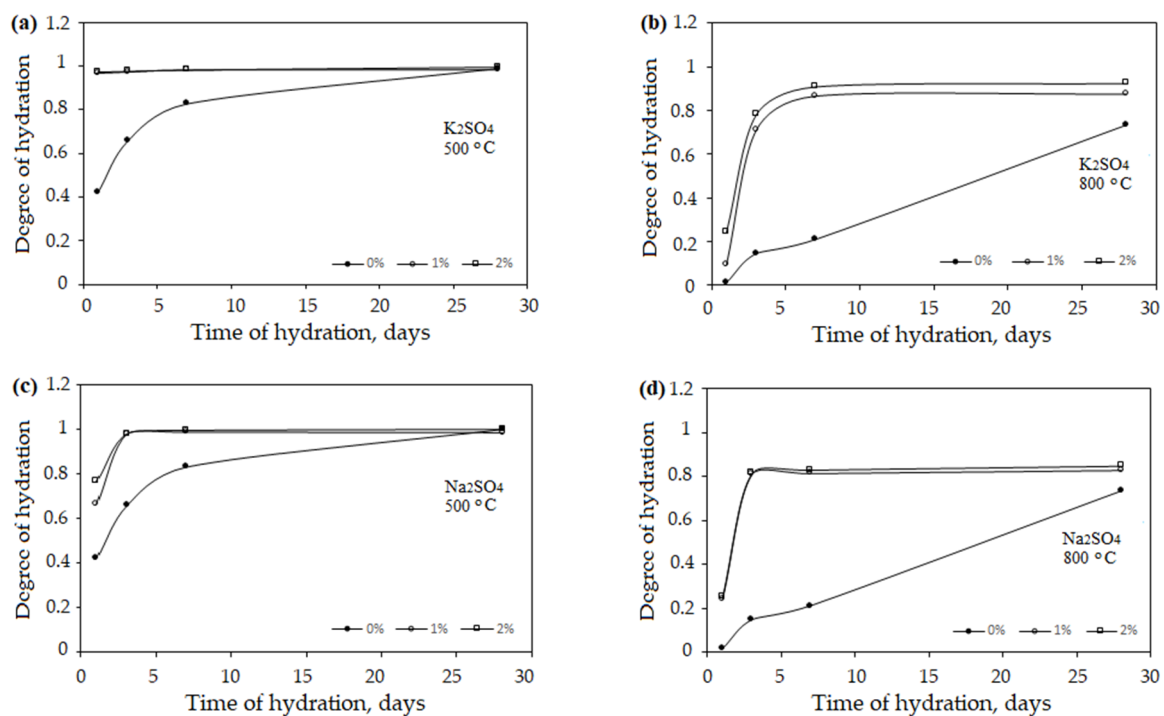 (a)
1.2
1
0.8
0.6
0.4
0.2
0
Degree of hydration
K2SO4
500 °C
0% 1% 2%
0 5 10 15 20 25 30
Time of hydration, days
(b)
1.2
1
0.8
0.6
0.4
0.2
0
Degree of hydration
K2SO4
800 °C
0% 1% 2%
0 5 10 15 20 25 30
Time of hydration, days
(c)
1.2
1
0.8
0.6
0.4
0.2
0
Degree of hydration
Na2SO4
500 °C
0% 1% 2%
0 5 10 15 20 25 30
Time of hydration, days
(d)
1.2
1
0.8
0.6
0.4
0.2
0
Degree of hydration
Na2SO4
800 °C
0% 1% 2%
0 5 10 15 20 25 30
Time of hydration, days